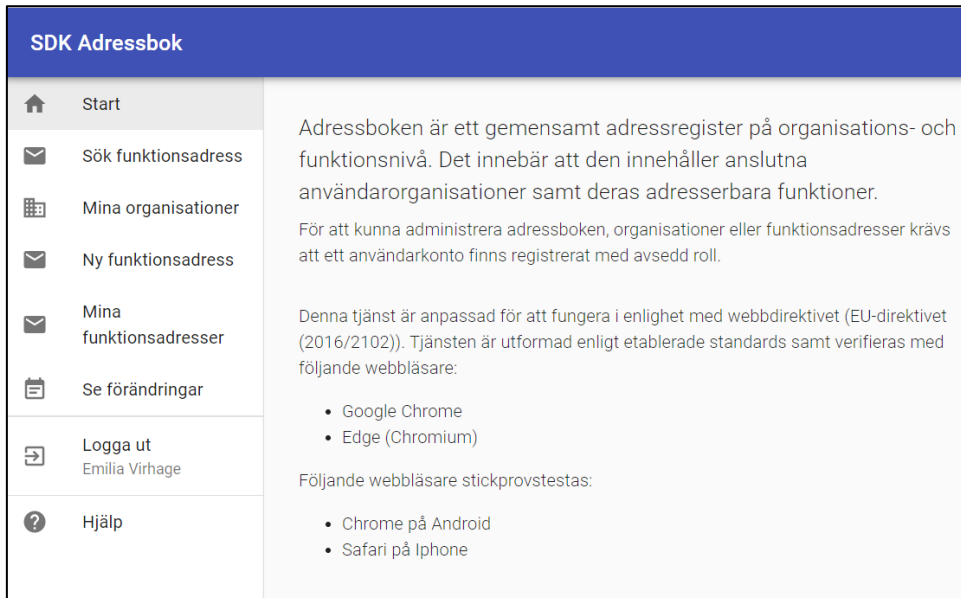 SDK Adressbok
Start
Sök funktionsadress
Mina organisationer
Ny funktionsadress
Mina
funktionsadresser
Se förändringar
Logga ut
Emilia Virhage
Hjälp
Adressboken är ett gemensamt adressregister på organisations- och
funktionsnivå. Det innebär att den innehåller anslutna
användarorganisationer samt deras adresserbara funktioner.
För att kunna administrera adressboken, organisationer eller funktionsadresser krävs
att ett användarkonto finns registrerat med avsedd roll.
Denna tjänst är anpassad för att fungera i enlighet med webbdirektivet (EU-direktivet
(2016/2102)). Tjänsten är utformad enligt etablerade standards samt verifieras med
följande webbläsare:
• Google Chrome
• Edge (Chromium)
Följande webbläsare stickprovstestas:
• Chrome på Android
• Safari på Iphone